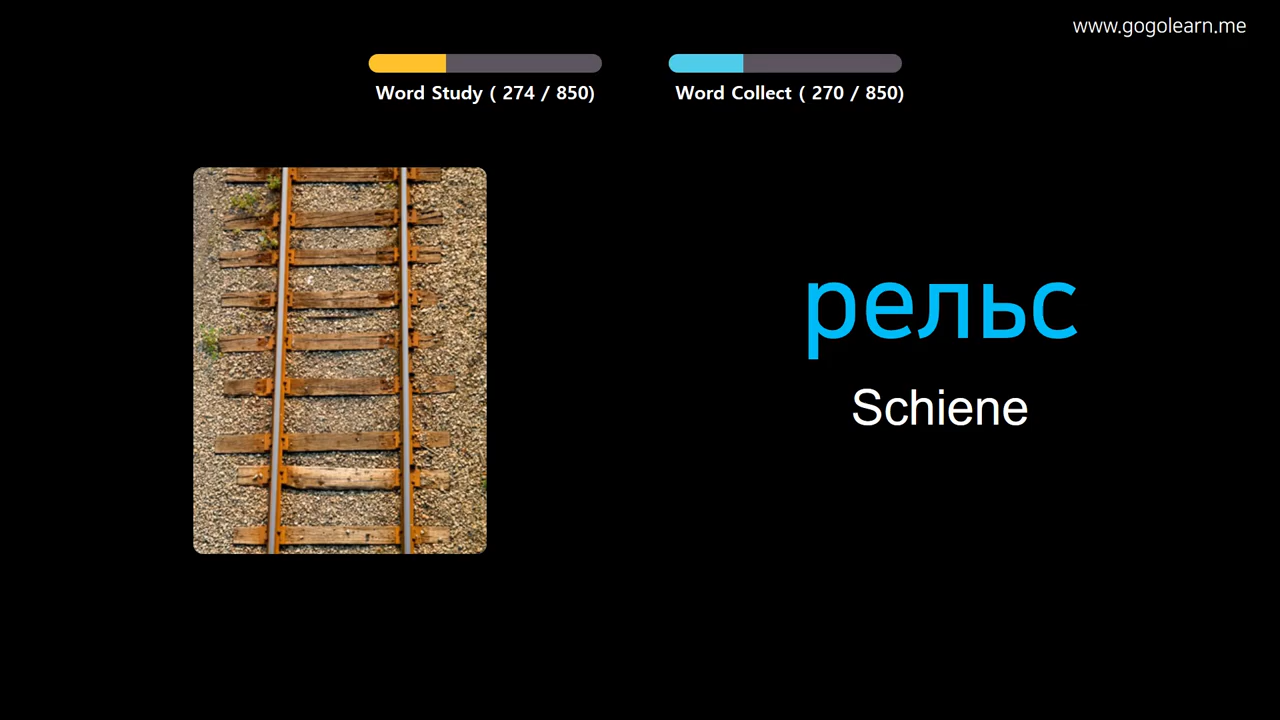 www.gogolearn.me
Word Study ( 274 / 850)
Word Collect ( 270 / 850)
рельс
Schiene